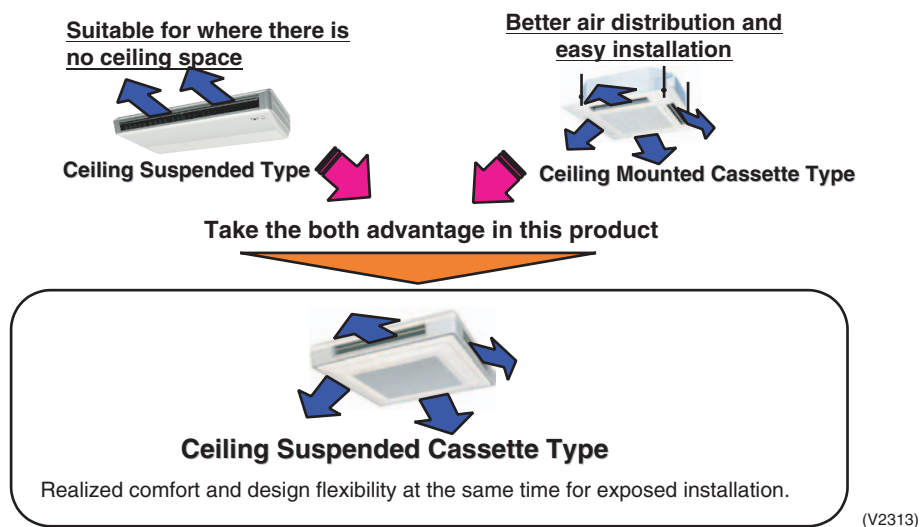 Suitable for where there is
no ceiling space
Ceiling Suspended Type
Better air distribution and
easy installation
Ceiling Mounted Cassette Type
Take the both advantage in this product
Ceiling Suspended Cassette Type
Realized comfort and design flexibility at the same time for exposed installation.
(V2313)